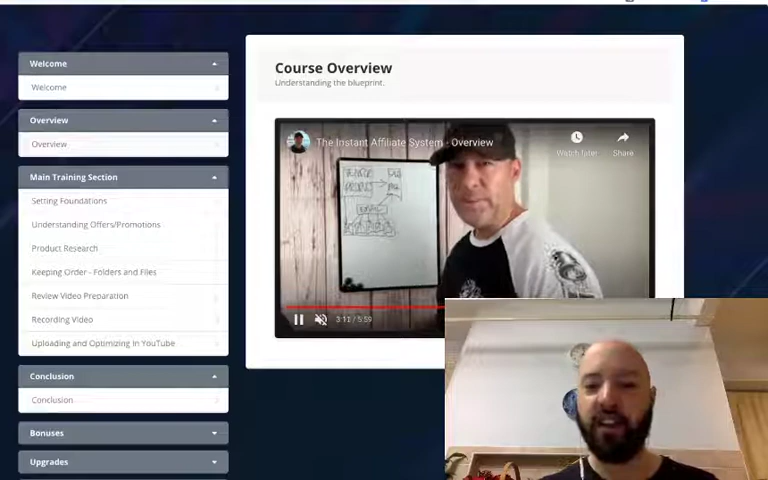 Welcome
Welcome
Overview
Overview
Main Training Section
Setting Foundations
Understanding Offers/Promotions
Product Research
Keeping Order - Folders and Files
Review Video Preparation
Recording Video
Uploading and Optimizing In YouTube
Conclusion
Conclusion
Bonuses
Upgrades
Course Overview
Understanding the blueprint.
The Instant Affiliate System - Overview
Watch later
Share
3:11 / 5:59